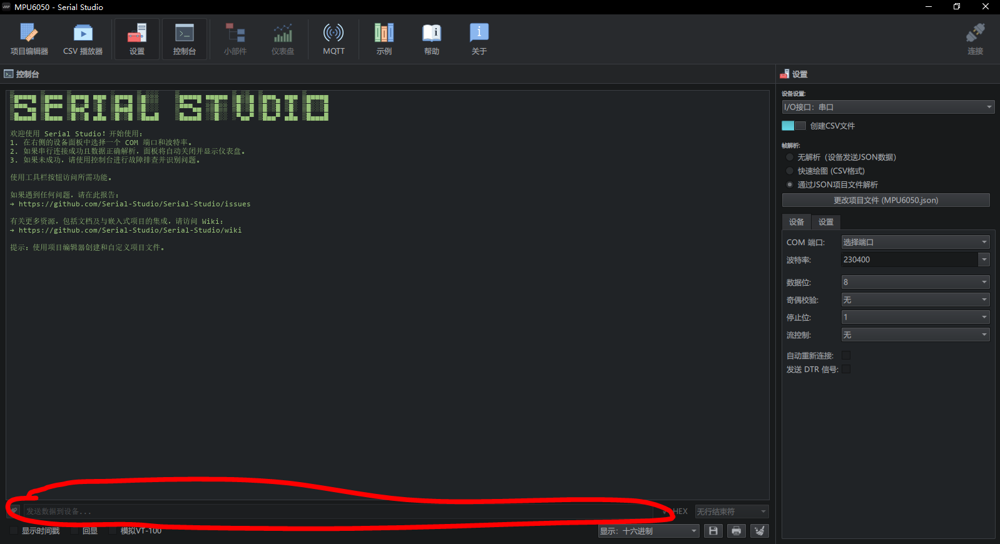 MPU6050 - Serial Studio
项目编辑器
CSV 播放器
设置
控制台
小部件
仪表盘
MQTT
示例
帮助
关于
连接
控制台
SERIAL STUDIO
欢迎使用 Serial Studio! 开始使用:
1. 在右侧的设备面板中选择一个 COM 端口和波特率。
2. 如果串行连接成功且数据正确解析，面板将自动关闭并显示仪表盘。
3. 如果未成功，请使用控制台进行故障排查并识别问题。
使用工具栏按钮访问所需功能。
如果遇到任何问题，请在此报告:
→ https://github.com/Serial-Studio/Serial-Studio/issues
有关更多资源，包括文档及与嵌入式项目的集成，请访问 Wiki:
→ https://github.com/Serial-Studio/Serial-Studio/wiki
提示: 使用项目编辑器创建和自定义项目文件。
发送数据到设备...
HEX
无行结束符
显示时间戳
回显
模拟VT-100
显示: 十六进制
设置
设备设置:
I/O接口: 串口
创建CSV文件
帧解析:
无解析（设备发送JSON数据）
快速绘图 (CSV格式)
通过JSON项目文件解析
更改项目文件 (MPU6050.json)
设备
设置
COM 端口: 选择端口
波特率: 230400
数据位: 8
奇偶校验: 无
停止位: 1
流控制: 无
自动重新连接:
发送 DTR 信号: